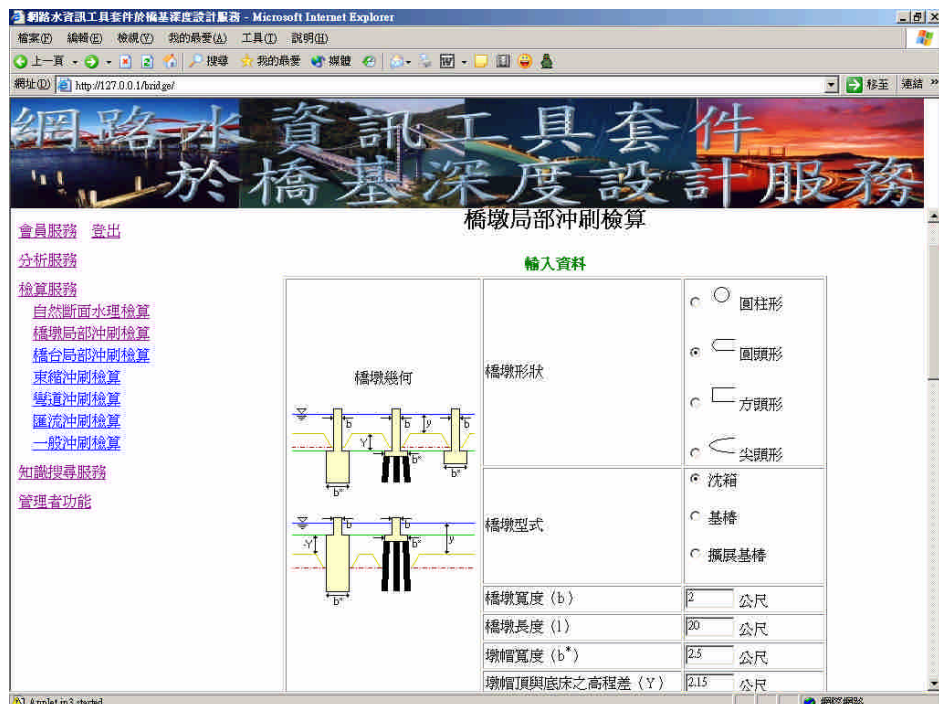 網路水資訊工具套件於橋基深度設計服務 - Microsoft Internet Explorer
檔案(F) 編輯(E) 檢視(V) 我的最愛(A) 工具(T) 說明(H)
上一頁 搜尋 我的最愛 媒體
網址(D) http://127.0.0.1/bridge/ 移至 連結 »
網路水資訊工具套件
於橋基深度設計服務
橋墩局部沖刷檢算
會員服務 登出
分析服務
檢算服務
自然斷面水理檢算
橋墩局部沖刷檢算
橋台局部沖刷檢算
束縮沖刷檢算
彎道沖刷檢算
匯流沖刷檢算
一般沖刷檢算
知識搜尋服務
管理者功能
輸入資料
橋墩幾何
b b y b
Y
b* b*
b*
b b
-Y b* y
b*
橋墩形狀
圓柱形
圓頭形
方頭形
尖頭形
橋墩型式
沈箱
基樁
擴展基樁
橋墩寬度（b） 2 公尺
橋墩長度（l） 20 公尺
墩帽寬度（b*） 2.5 公尺
墩帽頂與底床之高程差（Y） 2.15 公尺
Applet in3 started
網際網路